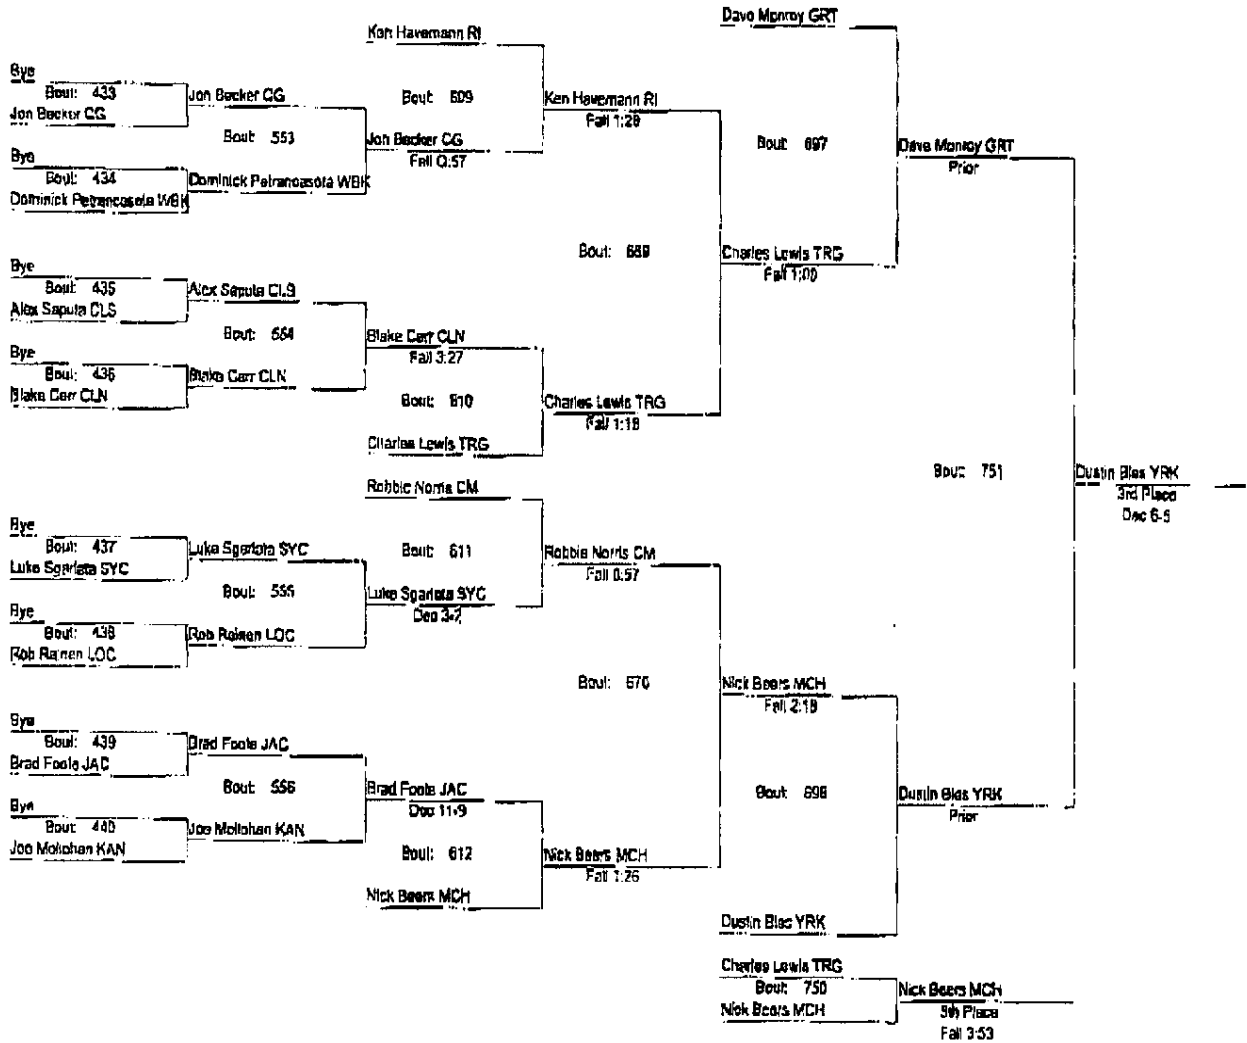 Dave Monroy GRT
Ken Havemann RI
Bye
Bout: 433
Jon Becker CG
Jon Becker CG
Bout: 609
Ken Havemann RI
Fall 1:28
Bout: 553
Jon Becker CG
Fall 0:57
Bout: 697
Dave Monroy GRT
Prior
Bye
Bout: 434
Dominick Petrancasota WBK
Dominick Petrancosota WBK
Bout: 669
Charles Lewis TRG
Fall 1:00
Bye
Bout: 435
Alex Saputa CLS
Alex Saputa CLS
Bout: 554
Blake Carr CLN
Fall 3:27
Bye
Bout: 436
Blake Carr CLN
Blake Carr CLN
Bout: 610
Charles Lewis TRG
Fall 1:18
Charles Lewis TRG
Bout: 751
Dustin Blas YRK
3rd Place
Dec 6-5
Robbie Norris CM
Bye
Bout: 437
Luke Sgarlata SYC
Luke Sgarlata SYC
Bout: 611
Robbie Norris CM
Fall 0:57
Bout: 555
Luke Sgarlata SYC
Dec 3-2
Bye
Bout: 438
Rob Reinen LOC
Rob LOC
Bout: 670
Nick Beers MCH
Fall 2:18
Bye
Bout: 439
Brad Foote JAC
Brad Foote JAC
Bout: 556
Brad Foote JAC
Dec 11-9
Bout: 698
Dustin Blas YRK
Prior
Bye
Bout: 440
Joe Mollohan KAN
Joe Mollohan KAN
Bout: 612
Nick Beers MCH
Fall 1:26
Nick Beers MCH
Dustin Blas YRK
Charles Lewis TRG
Bout: 750
Nick Beers MCH
Nick Beers MCH
5th Place
Fall 3:53